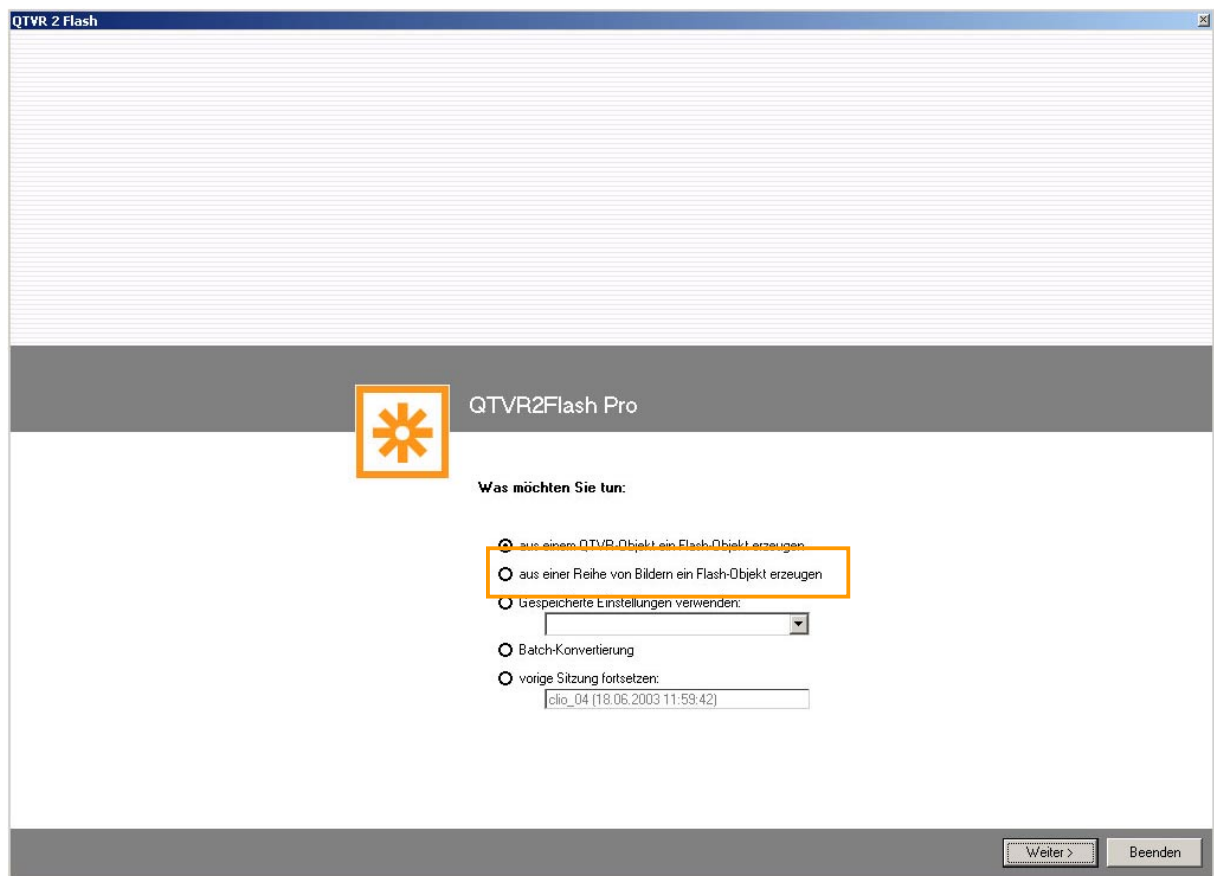 QTVR 2 Flash
QTVR2Flash Pro
Was möchten Sie tun:
aus einem QTVR-Objekt ein Flash-Objekt erzeugen
aus einer Reihe von Bildern ein Flash-Objekt erzeugen
Gespeicherte Einstellungen verwenden:
Batch-Konvertierung
vorige Sitzung fortsetzen:
clio_04 (18.06.2003 11:59:42)
Weiter > Beenden